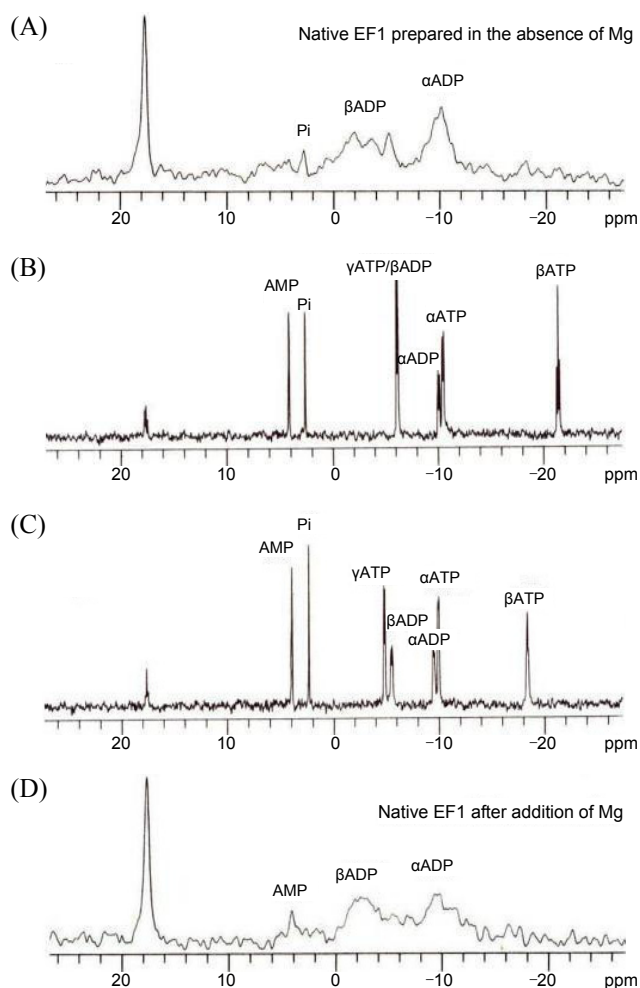 (A)
Native EF1 prepared in the absence of Mg
αADP
βADP
Pi
20 10 0 −10 −20 ppm
(B)
γATP/βADP
βATP
AMP
Pi
αATP
αADP
20 10 0 −10 −20 ppm
(C)
Pi
AMP
γATP
αATP
βATP
βADP
αADP
20 10 0 −10 −20 ppm
(D)
Native EF1 after addition of Mg
αADP
βADP
AMP
20 10 0 −10 −20 ppm